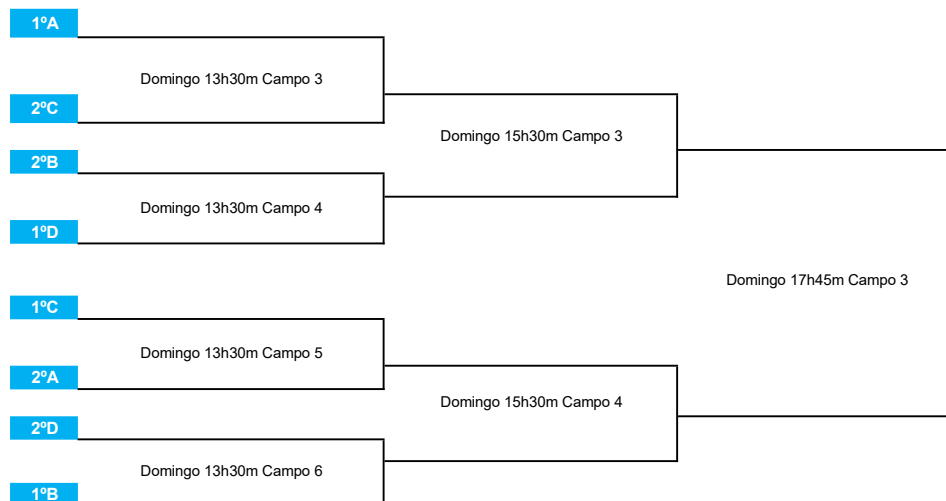 1ºA
Domingo 13h30m Campo 3
2ºC
Domingo 15h30m Campo 3
2ºB
Domingo 13h30m Campo 4
1ºD
Domingo 17h45m Campo 3
1ºC
Domingo 13h30m Campo 5
2ºA
Domingo 15h30m Campo 4
2ºD
Domingo 13h30m Campo 6
1ºB